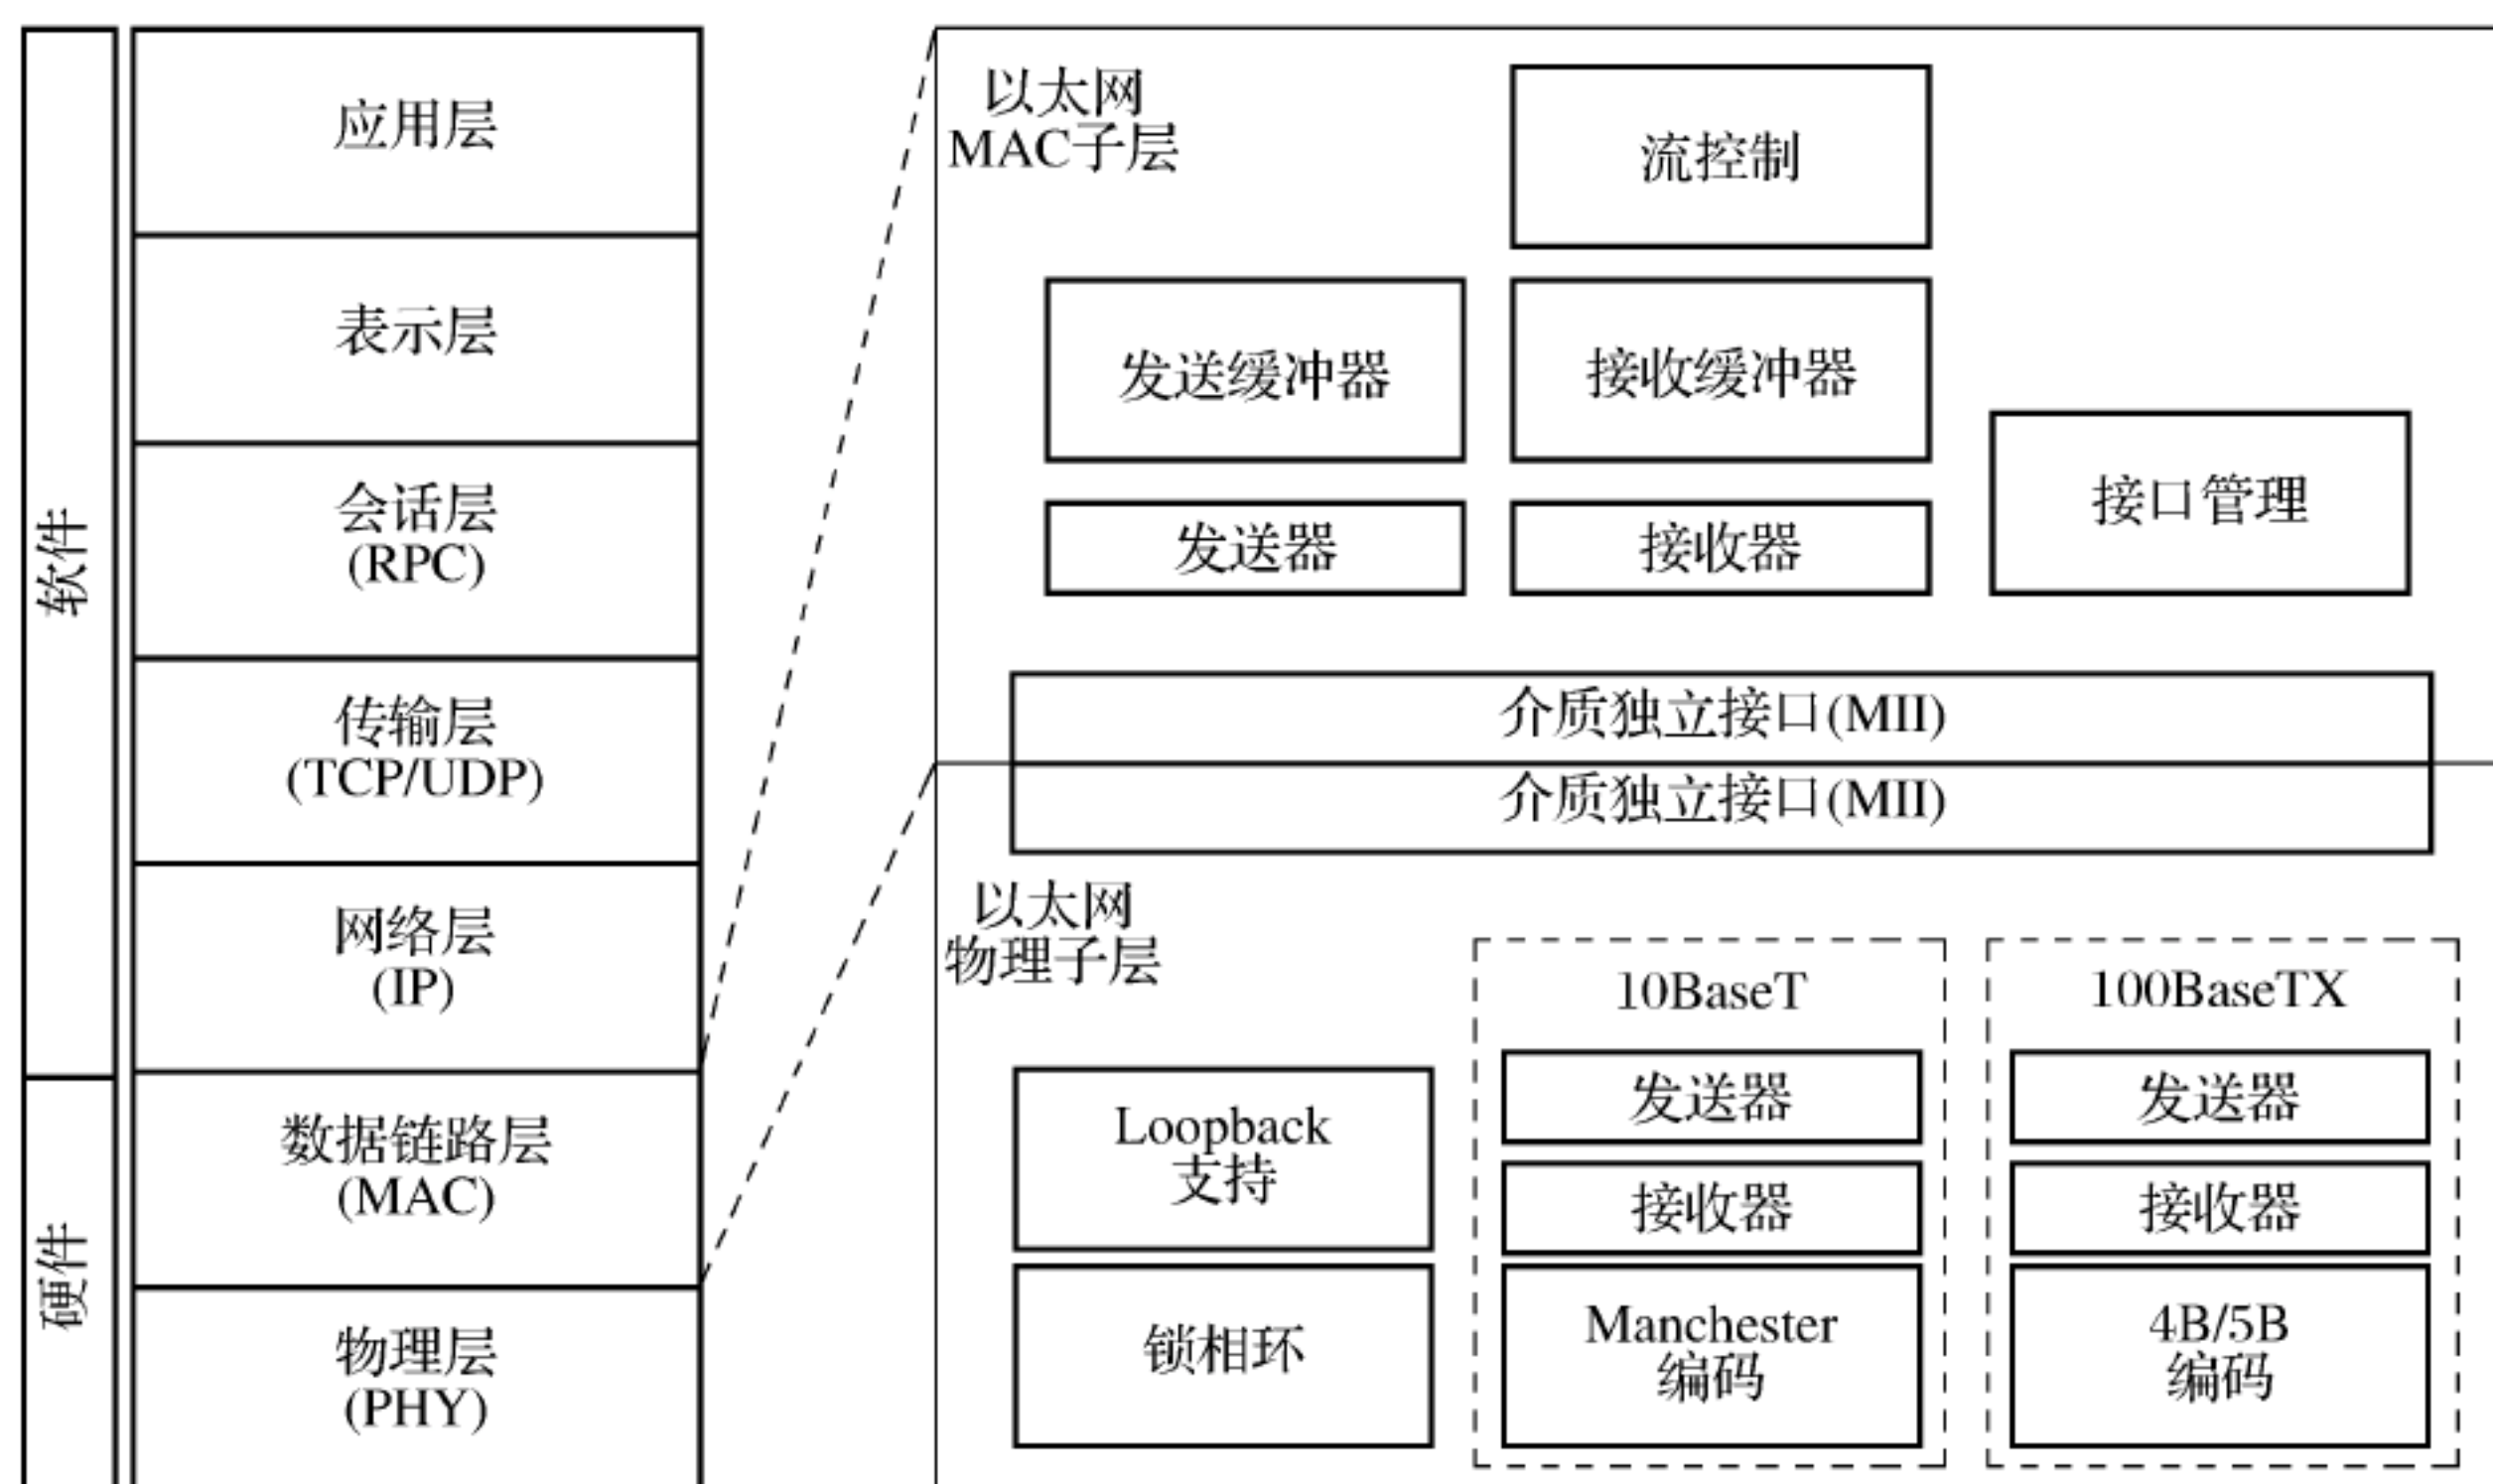 软件
硬件
应用层
表示层
会话层
(RPC)
传输层
(TCP/UDP)
网络层
(IP)
数据链路层
(MAC)
物理层
(PHY)
以太网
MAC子层
流控制
发送缓冲器
接收缓冲器
发送器
接收器
接口管理
介质独立接口(MII)
介质独立接口(MII)
以太网
物理子层
Loopback
支持
锁相环
10BaseT
发送器
接收器
Manchester
编码
100BaseTX
发送器
接收器
4B/5B
编码